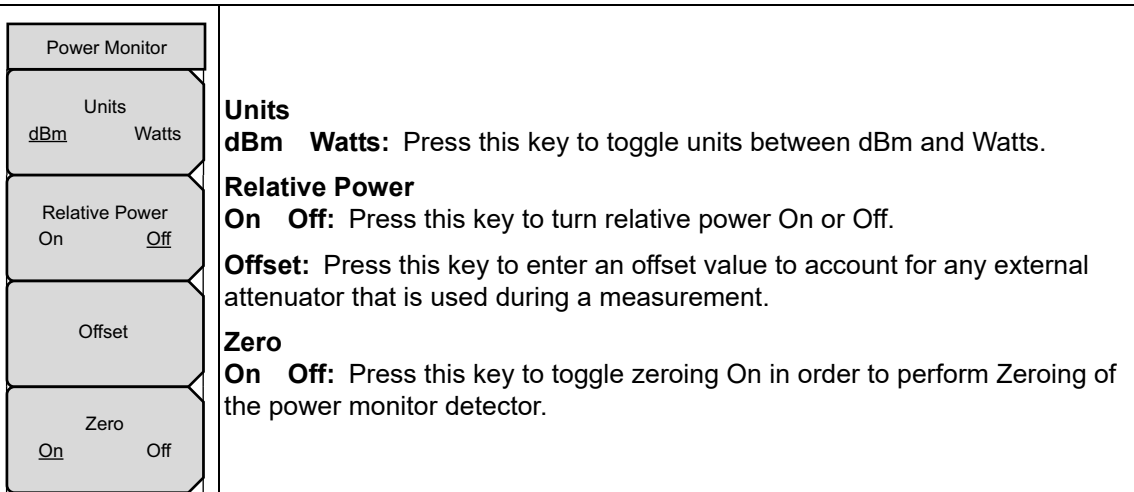 Power Monitor
Units
dBm Watts
Relative Power
On Off
Offset
Zero
On Off
Units
dBm Watts: Press this key to toggle units between dBm and Watts.
Relative Power
On Off: Press this key to turn relative power On or Off.
Offset: Press this key to enter an offset value to account for any external
attenuator that is used during a measurement.
Zero
On Off: Press this key to toggle zeroing On in order to perform Zeroing of
the power monitor detector.